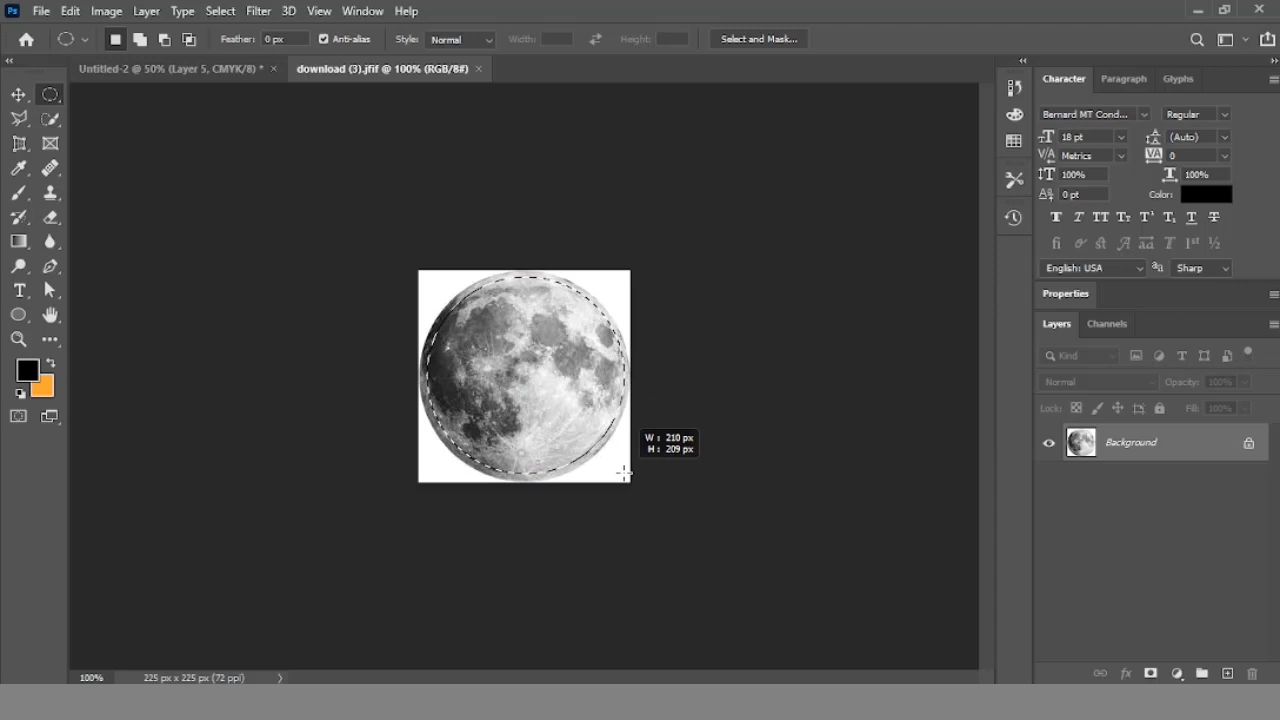 Ps File Edit Image Layer Type Select Filter 3D View Window Help
Feather: 0 px Anti-alias Style: Normal Width: Height: Select and Mask...
Untitled-2 @ 50% (Layer 5, CMYK/8) * × download (3).jfif @ 100% (RGB/8#) ×
Character Paragraph Glyphs
Bernard MT Cond... Regular
18 pt (Auto)
Metrics 0
100% 100%
0 pt Color:
English: USA Sharp
Properties
Layers Channels
Kind
Normal Opacity: 100%
Lock: Fill: 100%
Background
W : 210 px
H : 209 px
100% 225 px x 225 px (72 ppi)